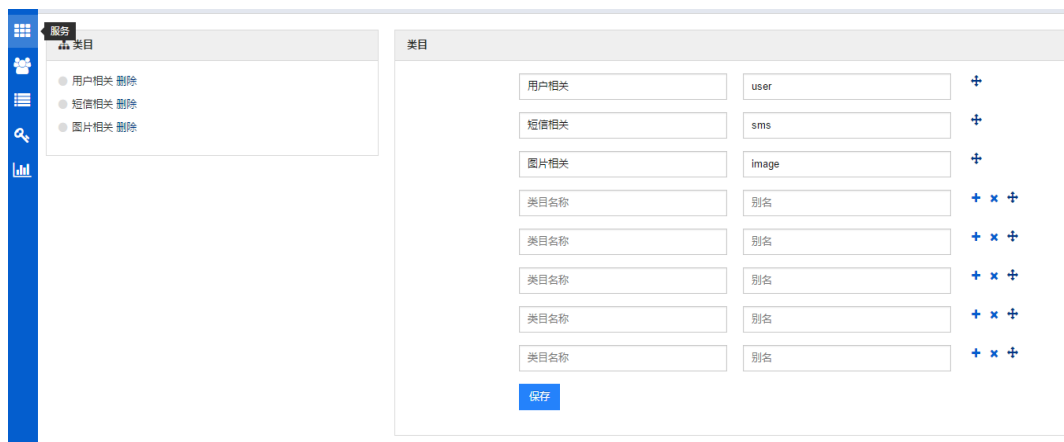 服务
类目
用户相关 删除
短信相关 删除
图片相关 删除
类目
用户相关 user
短信相关 sms
图片相关 image
类目名称 别名
类目名称 别名
类目名称 别名
类目名称 别名
类目名称 别名
保存